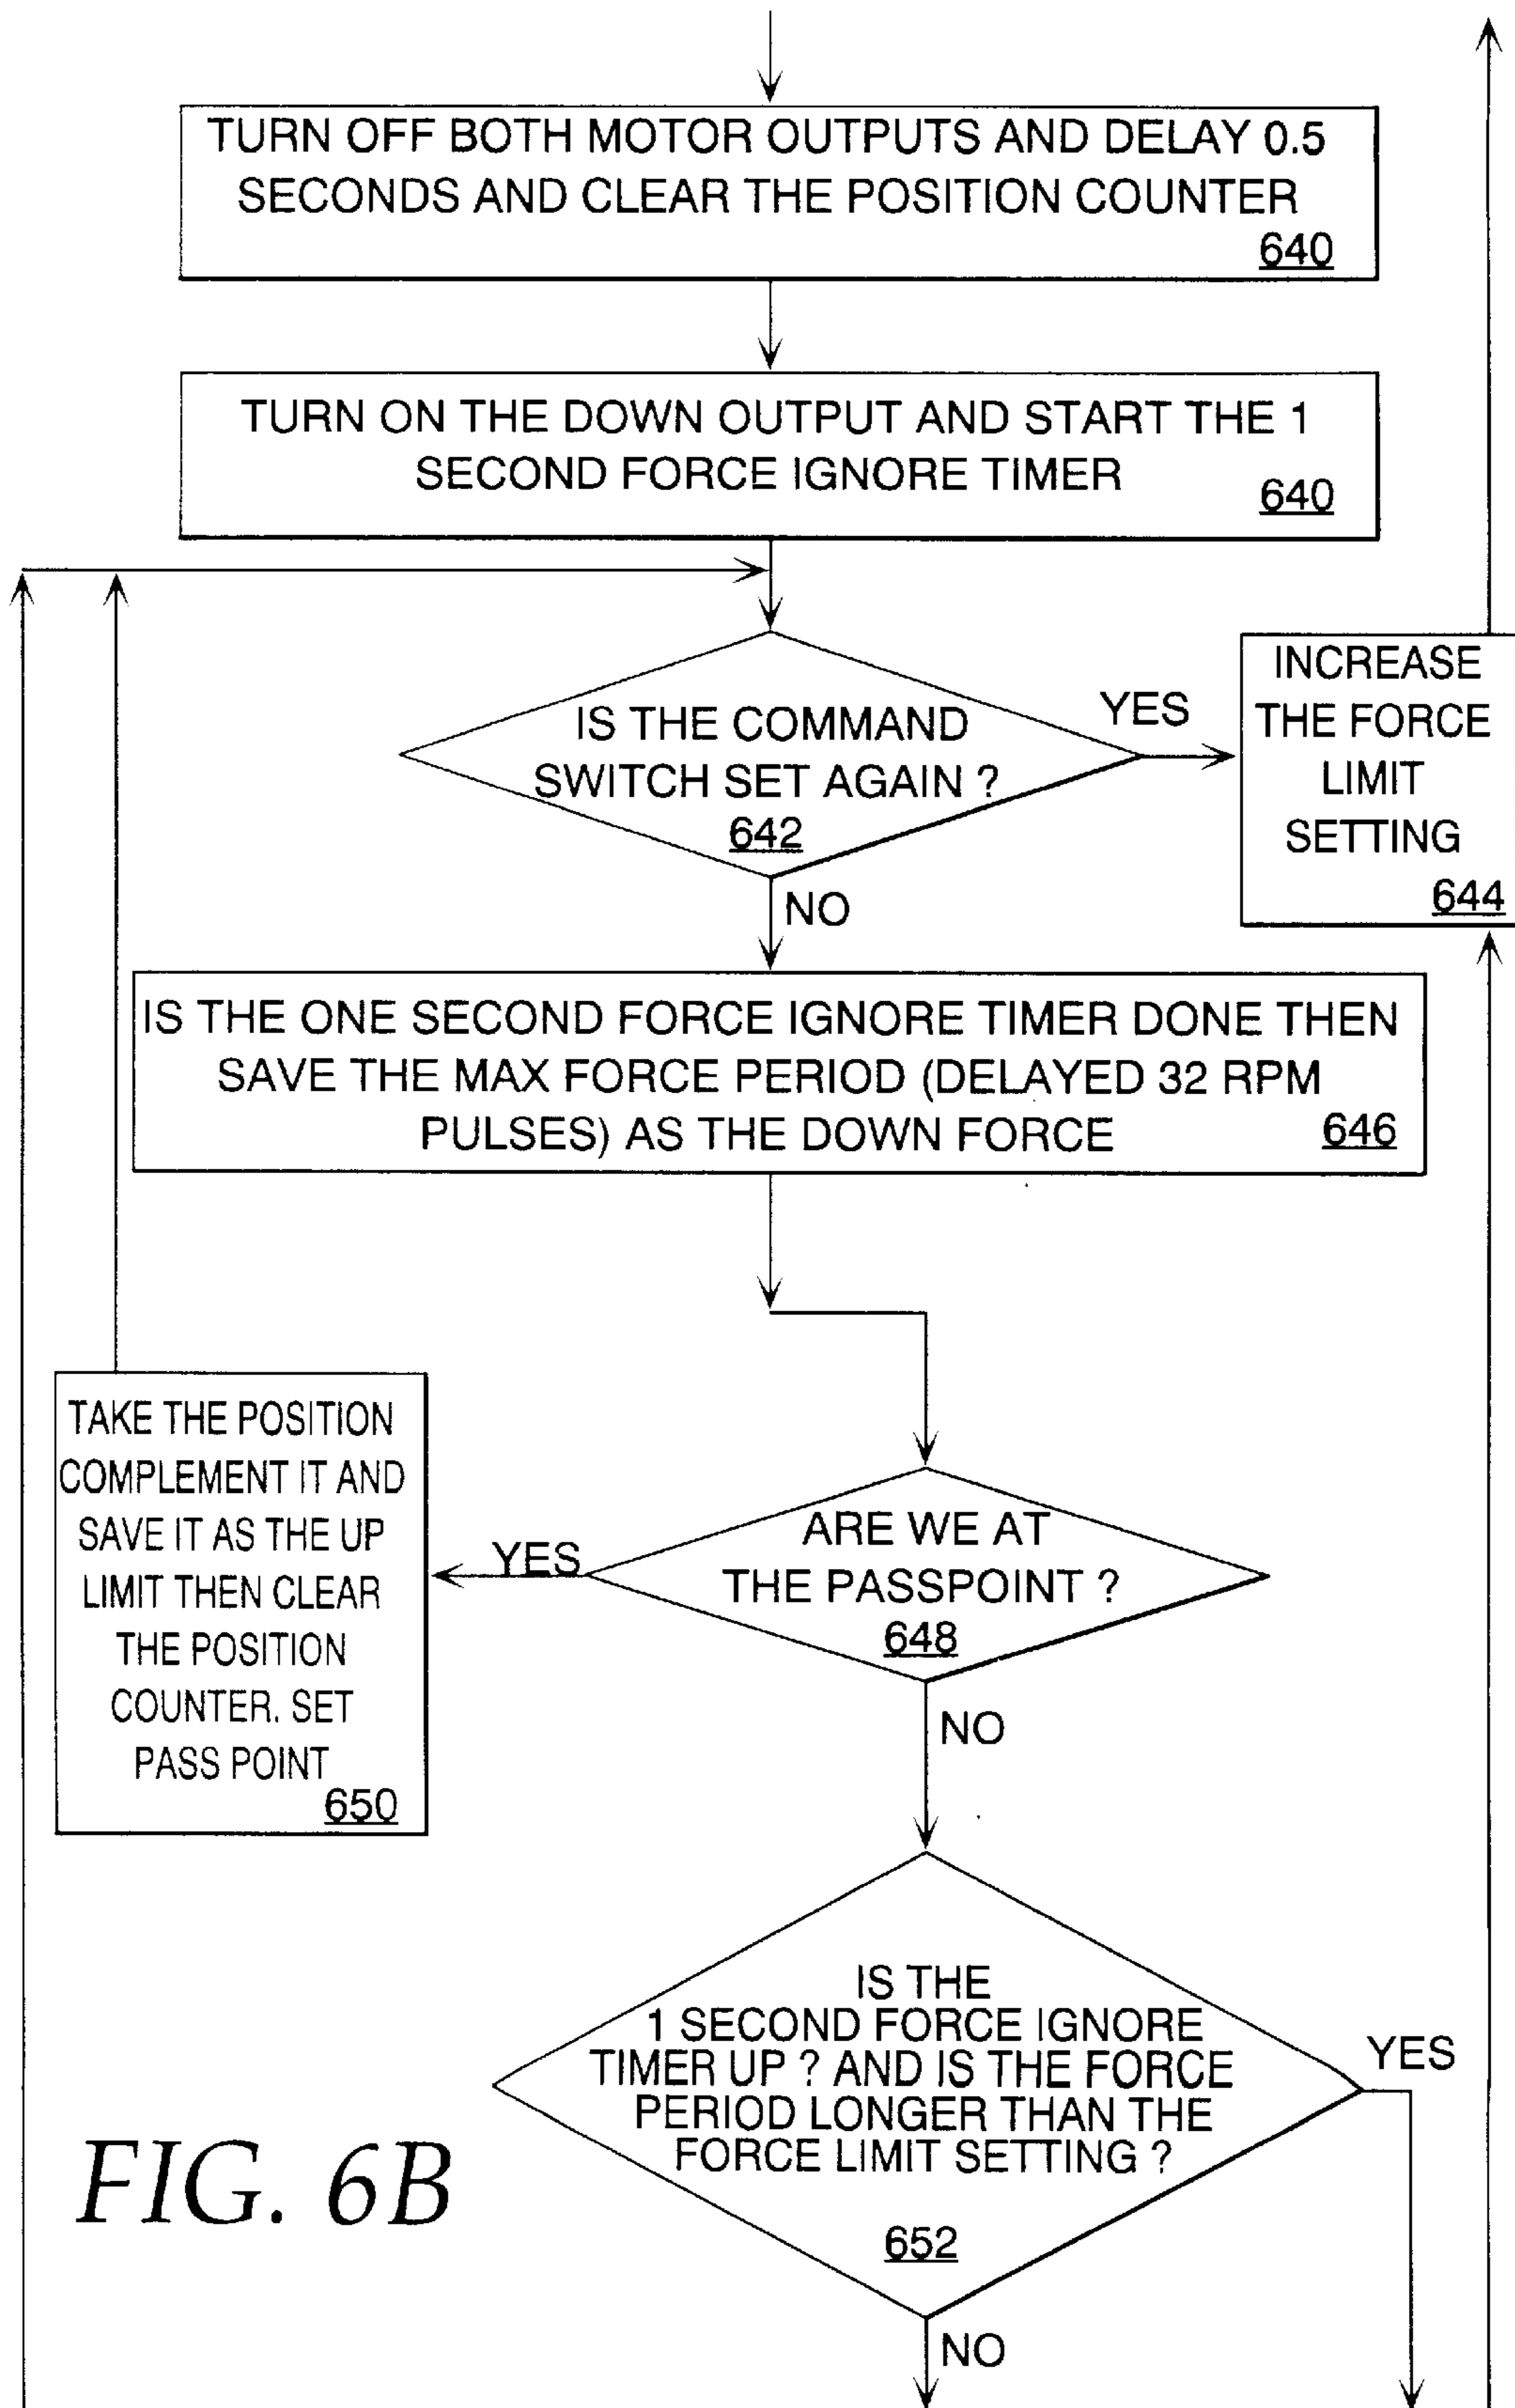 TURN OFF BOTH MOTOR OUTPUTS AND DELAY 0.5
SECONDS AND CLEAR THE POSITION COUNTER
640
TURN ON THE DOWN OUTPUT AND START THE 1
SECOND FORCE IGNORE TIMER
640
IS THE COMMAND
SWITCH SET AGAIN ?
642
YES
INCREASE
THE FORCE
LIMIT
SETTING
644
NO
IS THE ONE SECOND FORCE IGNORE TIMER DONE THEN
SAVE THE MAX FORCE PERIOD (DELAYED 32 RPM
PULSES) AS THE DOWN FORCE
646
ARE WE AT
THE PASSPOINT ?
648
YES
TAKE THE POSITION
COMPLEMENT IT AND
SAVE IT AS THE UP
LIMIT THEN CLEAR
THE POSITION
COUNTER. SET
PASS POINT
650
NO
IS THE
1 SECOND FORCE IGNORE
TIMER UP ? AND IS THE FORCE
PERIOD LONGER THAN THE
FORCE LIMIT SETTING ?
652
YES
NO
FIG. 6B